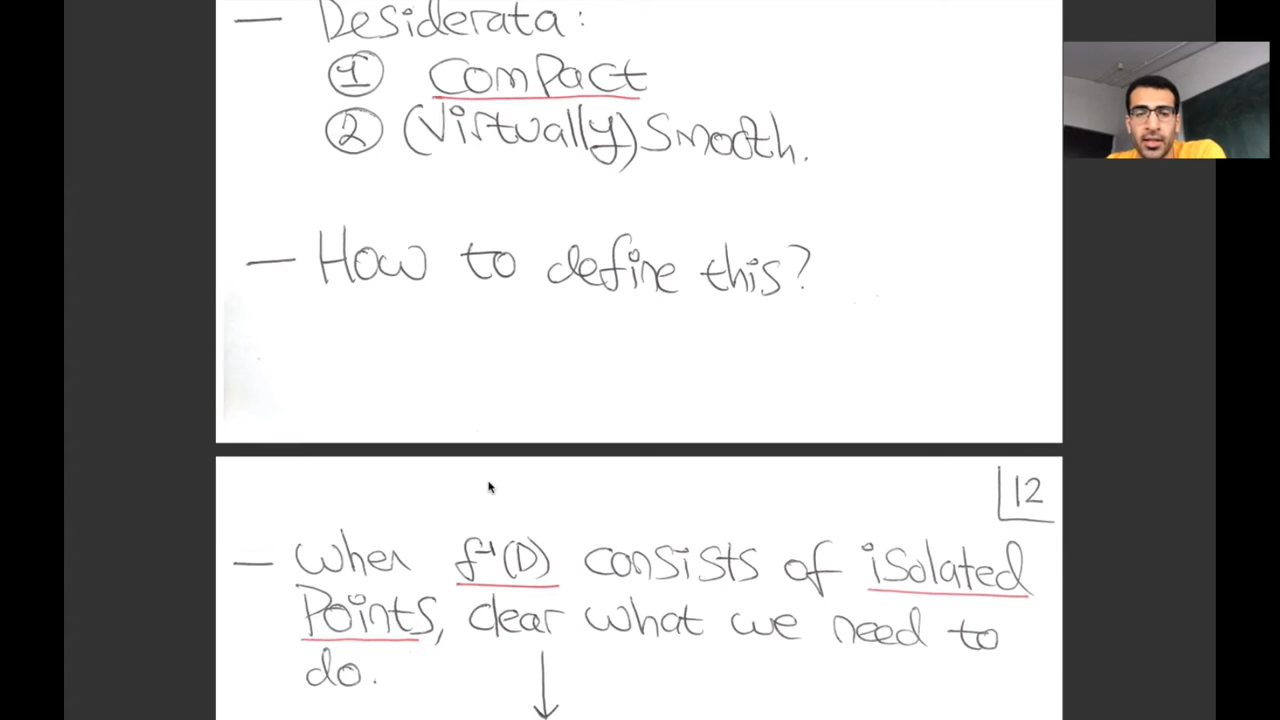 — Desiderata:
① Compact
② (Virtually) Smooth.
— How to define this?
12
— When f⁻¹(D) consists of isolated
Points, clear what we need to
do.